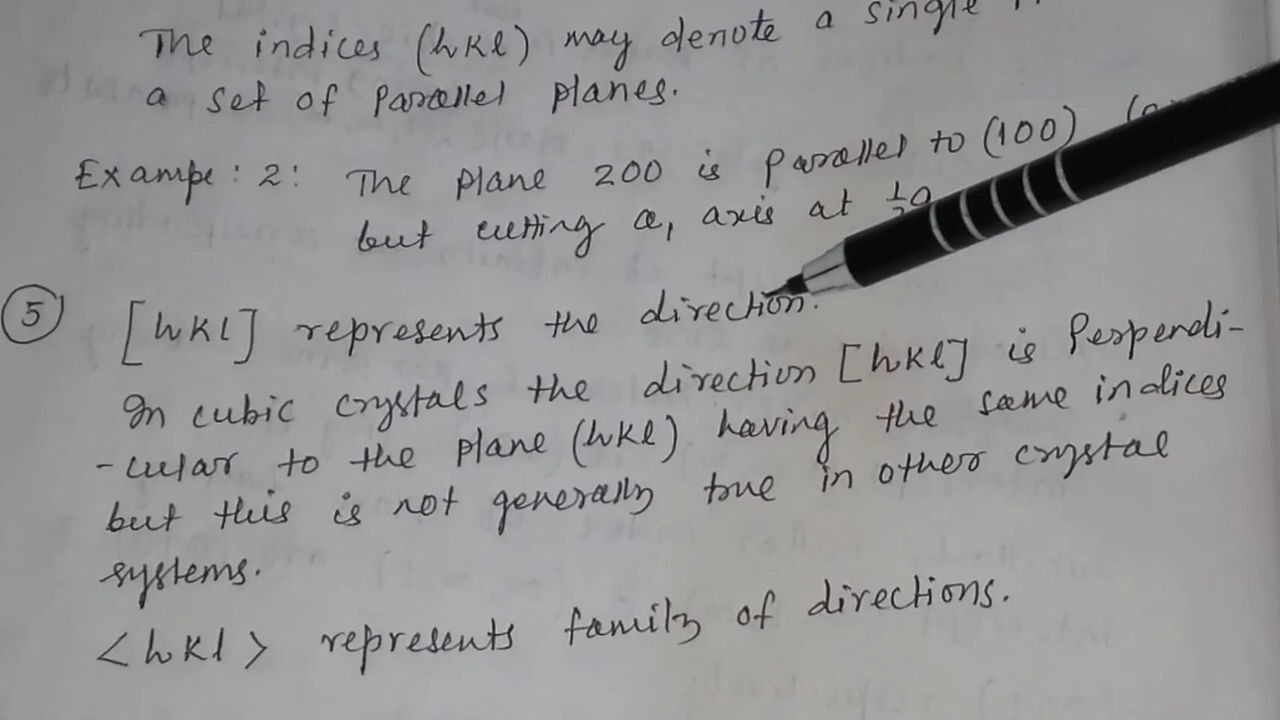 The indices (hkl) may denote a single
a set of parallel planes.
Exampe : 2 : The plane 200 is parallel to (100)
but cutting a, axis at
5 [hkl] represents the direction.
In cubic crystals the direction [hkl] is Perpendi-
-cular to the plane (hkl) having the same indices
but this is not generally true in other crystal
systems.
<hkl> represents family of directions.